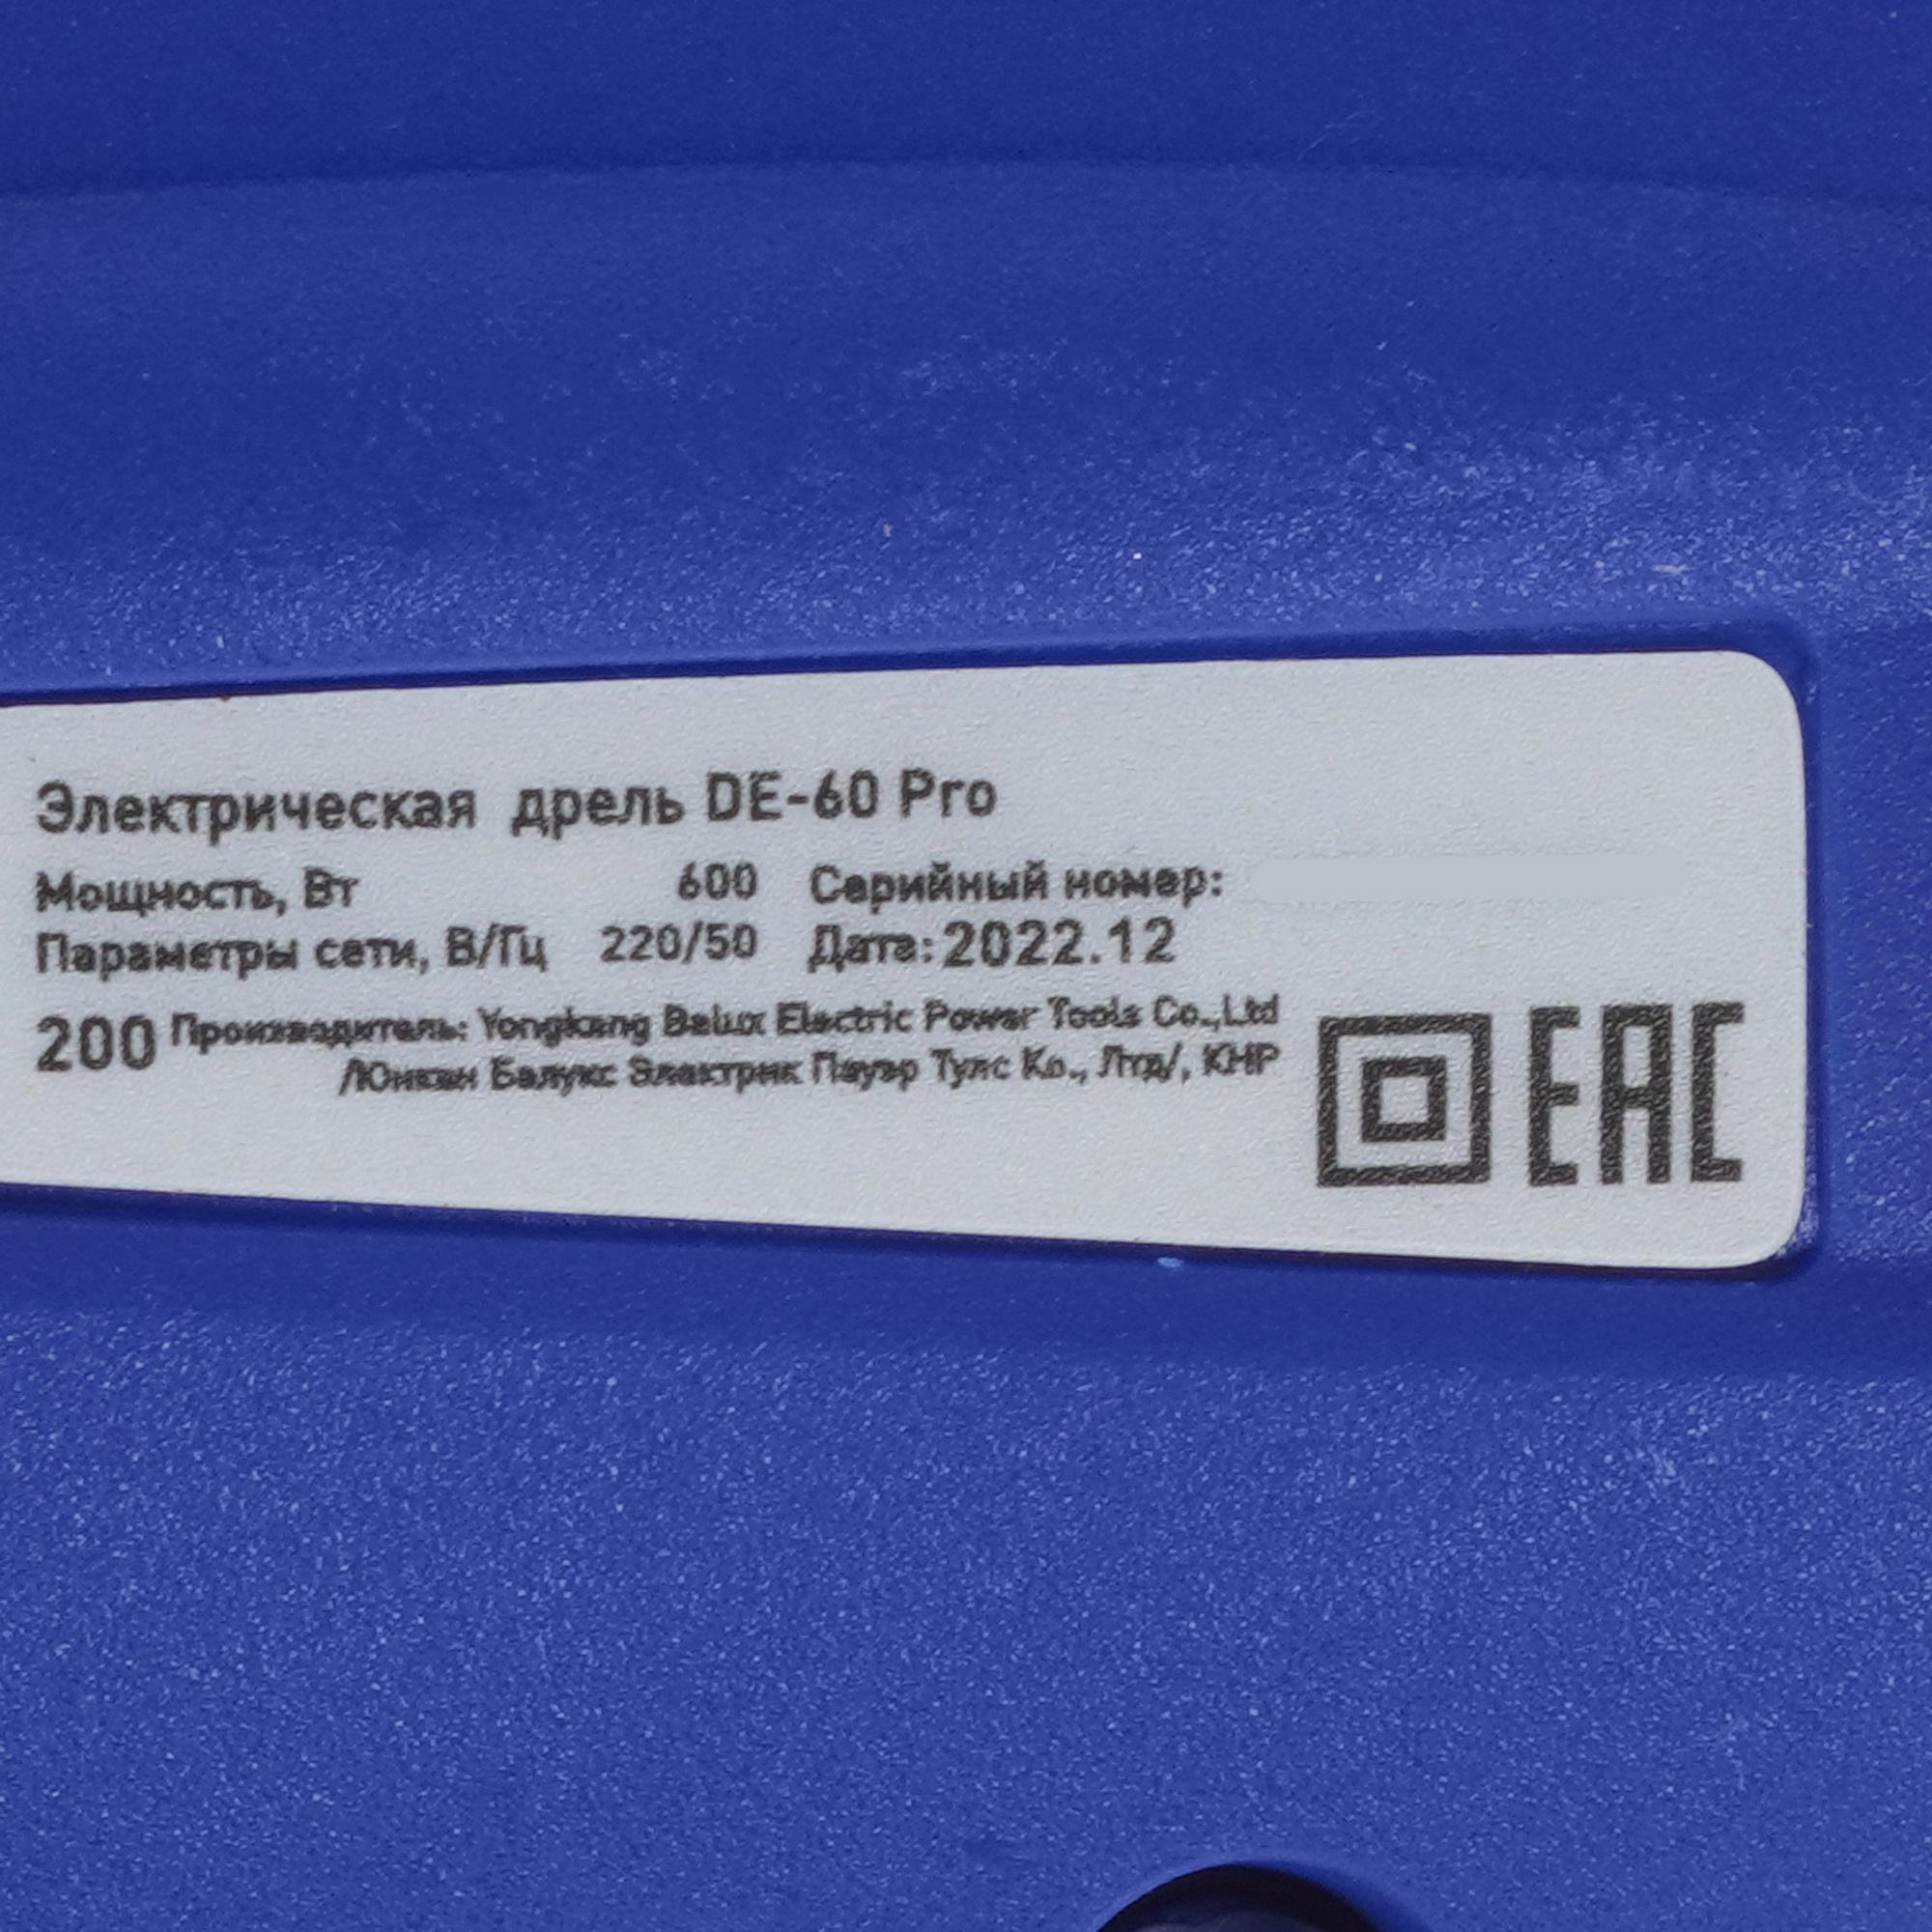 Электрическая дрель DE-60 Pro
Мощность, Вт 600 Серийный номер:
Параметры сети, В/Гц 220/50 Дата: 2022.12
200 Производитель: Yongkang Belux Electric Power Tools Co.,Ltd
/Юнкан Белукс Электрик Пауэр Тулс Ко., Лтд/, КНР
EAC